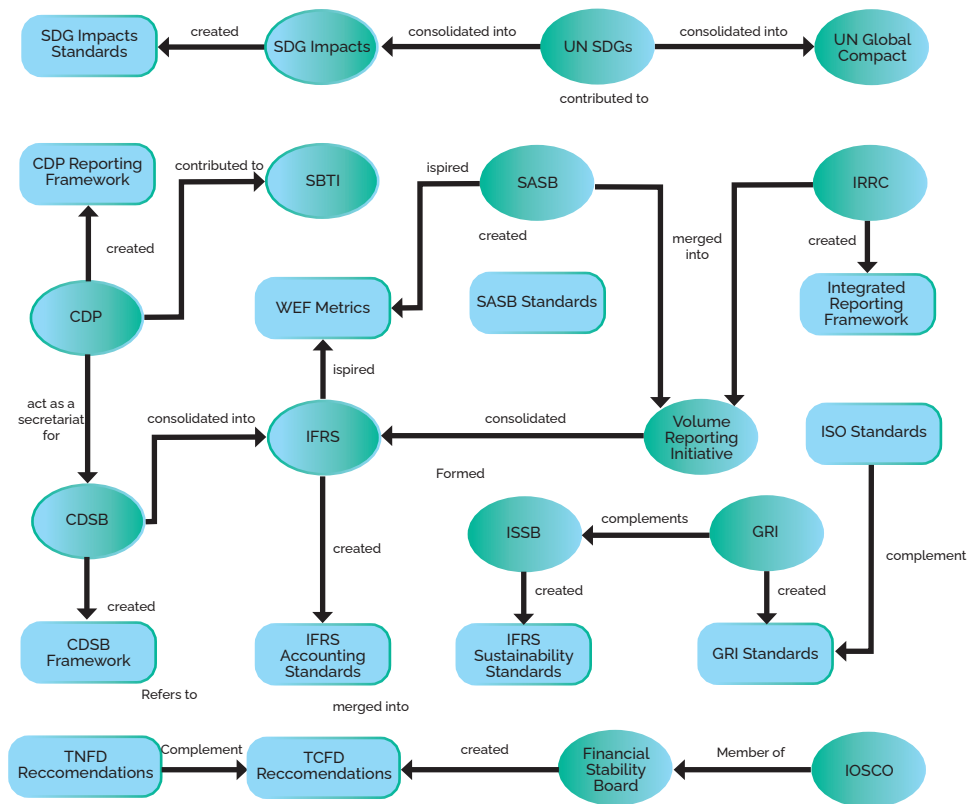 SDG Impacts
Standards
created
SDG Impacts
consolidated into
UN SDGs
consolidated into
UN Global
Compact
contributed to
CDP Reporting
Framework
contributed to
SBTI
ispired
SASB
IRRC
created
created
merged
into
created
CDP
WEF Metrics
SASB Standards
Integrated
Reporting
Framework
ispired
act as a
secretariat
for
consolidated into
IFRS
consolidated
Volume
Reporting
Initiative
ISO Standards
Formed
CDSB
ISSB
complements
GRI
created
complement
created
created
created
CDSB
Framework
IFRS
Accounting
Standards
IFRS
Sustainability
Standards
GRI Standards
Refers to
merged into
TNFD
Reccomendations
Complement
TCFD
Reccomendations
created
Financial
Stability
Board
Member of
IOSCO